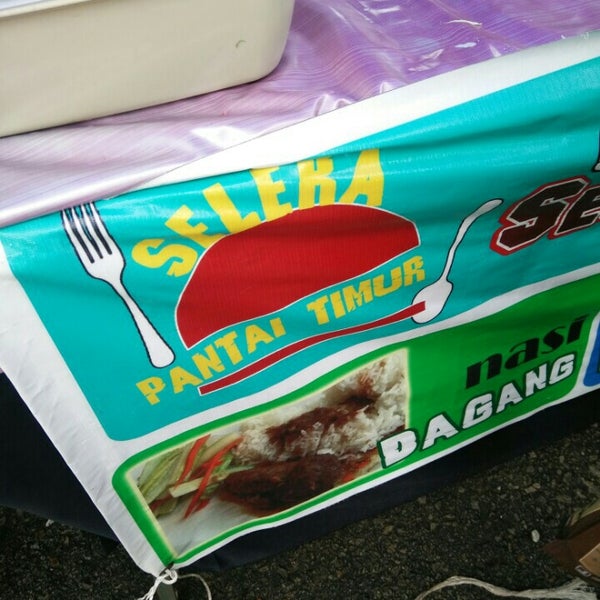 SELERA
PANTAI TIMUR
nasi
DAGANG